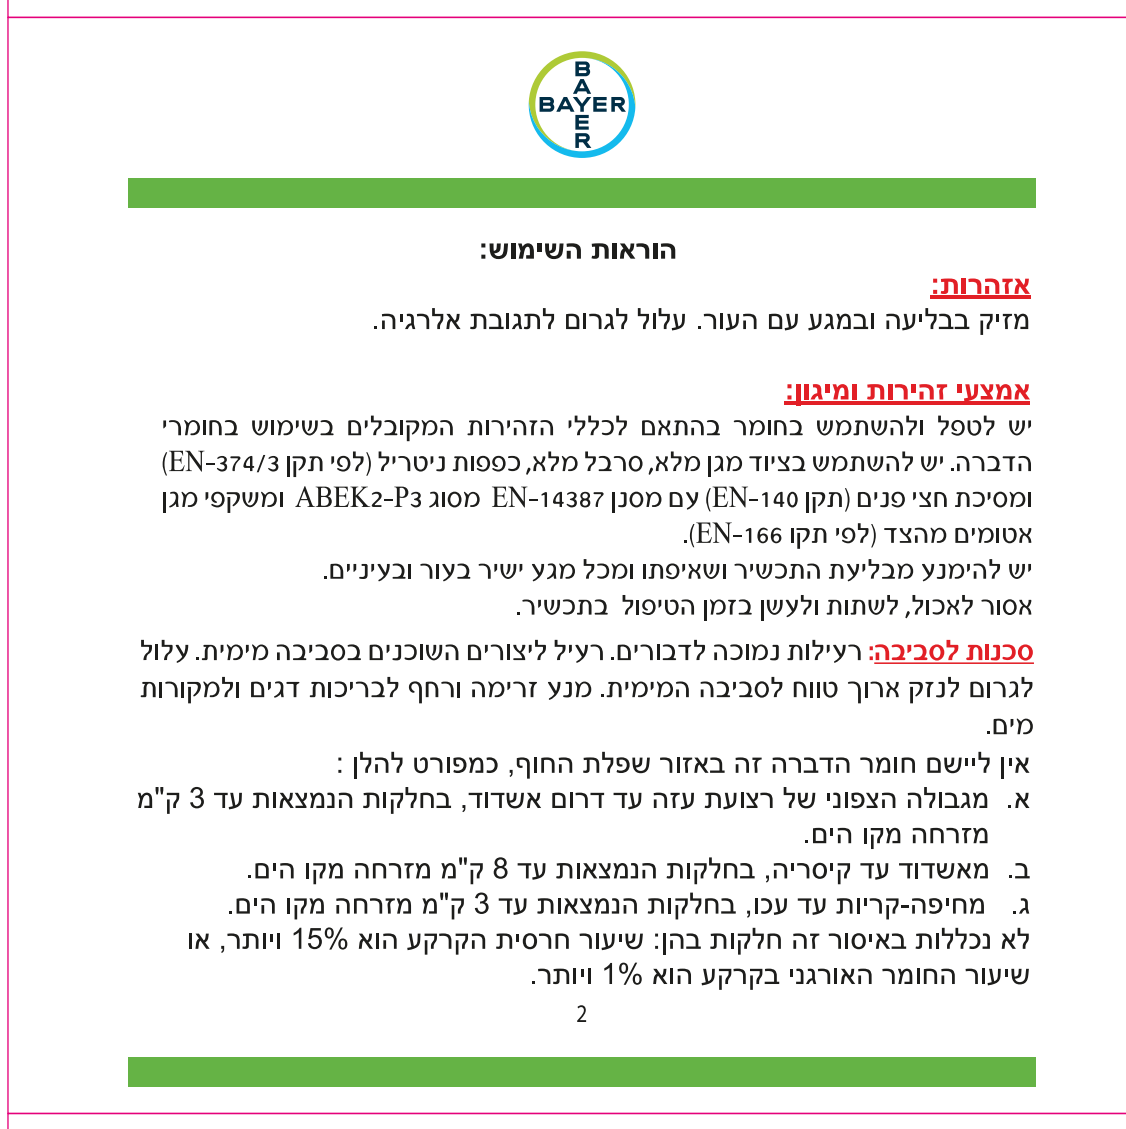 BAYER
BAYER
הוראות השימוש:
אזהרות:
מזיק בבליעה ובמגע עם העור. עלול לגרום לתגובת אלרגיה.
אמצעי זהירות ומיגון:
יש לטפל ולהשתמש בחומר בהתאם לכללי הזהירות המקובלים בשימוש בחומרי
הדברה. יש להשתמש בציוד מגן מלא, סרבל מלא, כפפות ניטריל (לפי תקן EN-374/3)
ומסיכת חצי פנים (תקן EN-140) עם מסנן EN-14387 מסוג ABEK2-P3 ומשקפי מגן
אטומים מהצד (לפי תקו EN-166).
יש להימנע מבליעת התכשיר ושאיפתו ומכל מגע ישיר בעור ובעיניים.
אסור לאכול, לשתות ולעשן בזמן הטיפול בתכשיר.
סכנות לסביבה: רעילות נמוכה לדבורים. רעיל ליצורים השוכנים בסביבה מימית. עלול
לגרום לנזק ארוך טווח לסביבה המימית. מנע זרימה ורחף לבריכות דגים ולמקורות
מים.
אין ליישם חומר הדברה זה באזור שפלת החוף, כמפורט להלן :
א. מגבולה הצפוני של רצועת עזה עד דרום אשדוד, בחלקות הנמצאות עד 3 ק"מ
מזרחה מקו הים.
ב. מאשדוד עד קיסריה, בחלקות הנמצאות עד 8 ק"מ מזרחה מקו הים.
ג. מחיפה-קריות עד עכו, בחלקות הנמצאות עד 3 ק"מ מזרחה מקו הים.
לא נכללות באיסור זה חלקות בהן: שיעור חרסית הקרקע הוא 15% ויותר, או
שיעור החומר האורגני בקרקע הוא 1% ויותר.
2